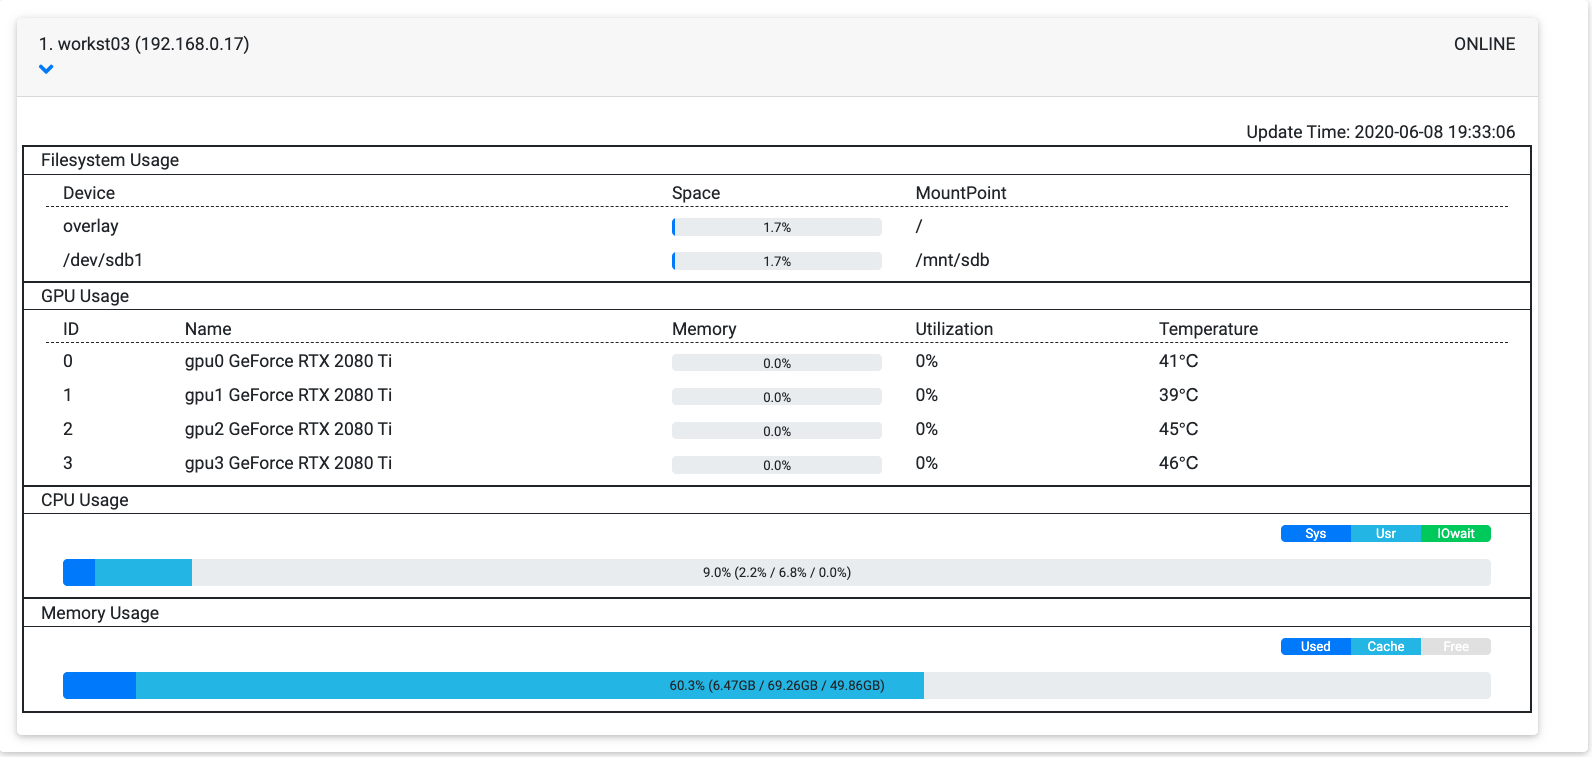 1. workst03 (192.168.0.17) ONLINE
Update Time: 2020-06-08 19:33:06
Filesystem Usage
Device Space MountPoint
overlay 1.7% /
/dev/sdb1 1.7% /mnt/sdb
GPU Usage
ID Name Memory Utilization Temperature
0 gpu0 GeForce RTX 2080 Ti 0.0% 0% 41°C
1 gpu1 GeForce RTX 2080 Ti 0.0% 0% 39°C
2 gpu2 GeForce RTX 2080 Ti 0.0% 0% 45°C
3 gpu3 GeForce RTX 2080 Ti 0.0% 0% 46°C
CPU Usage
Sys Usr IOwait
9.0% (2.2% / 6.8% / 0.0%)
Memory Usage
Used Cache Free
60.3% (6.47GB / 69.26GB / 49.86GB)